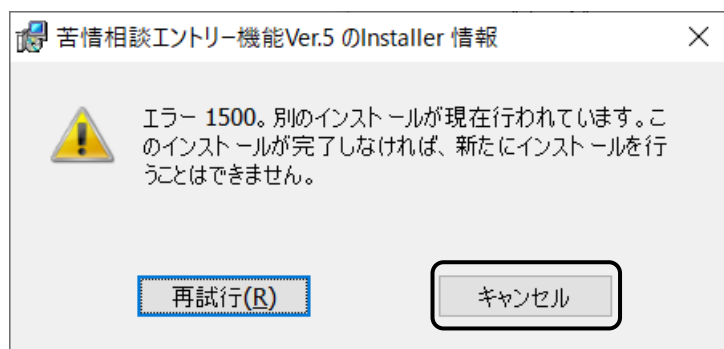 苦情相談エントリー機能Ver.5 のInstaller 情報
エラー 1500。別のインストールが現在行われています。こ
のインストールが完了しなければ、新たにインストールを行
うことはできません。
再試行(R)
キャンセル